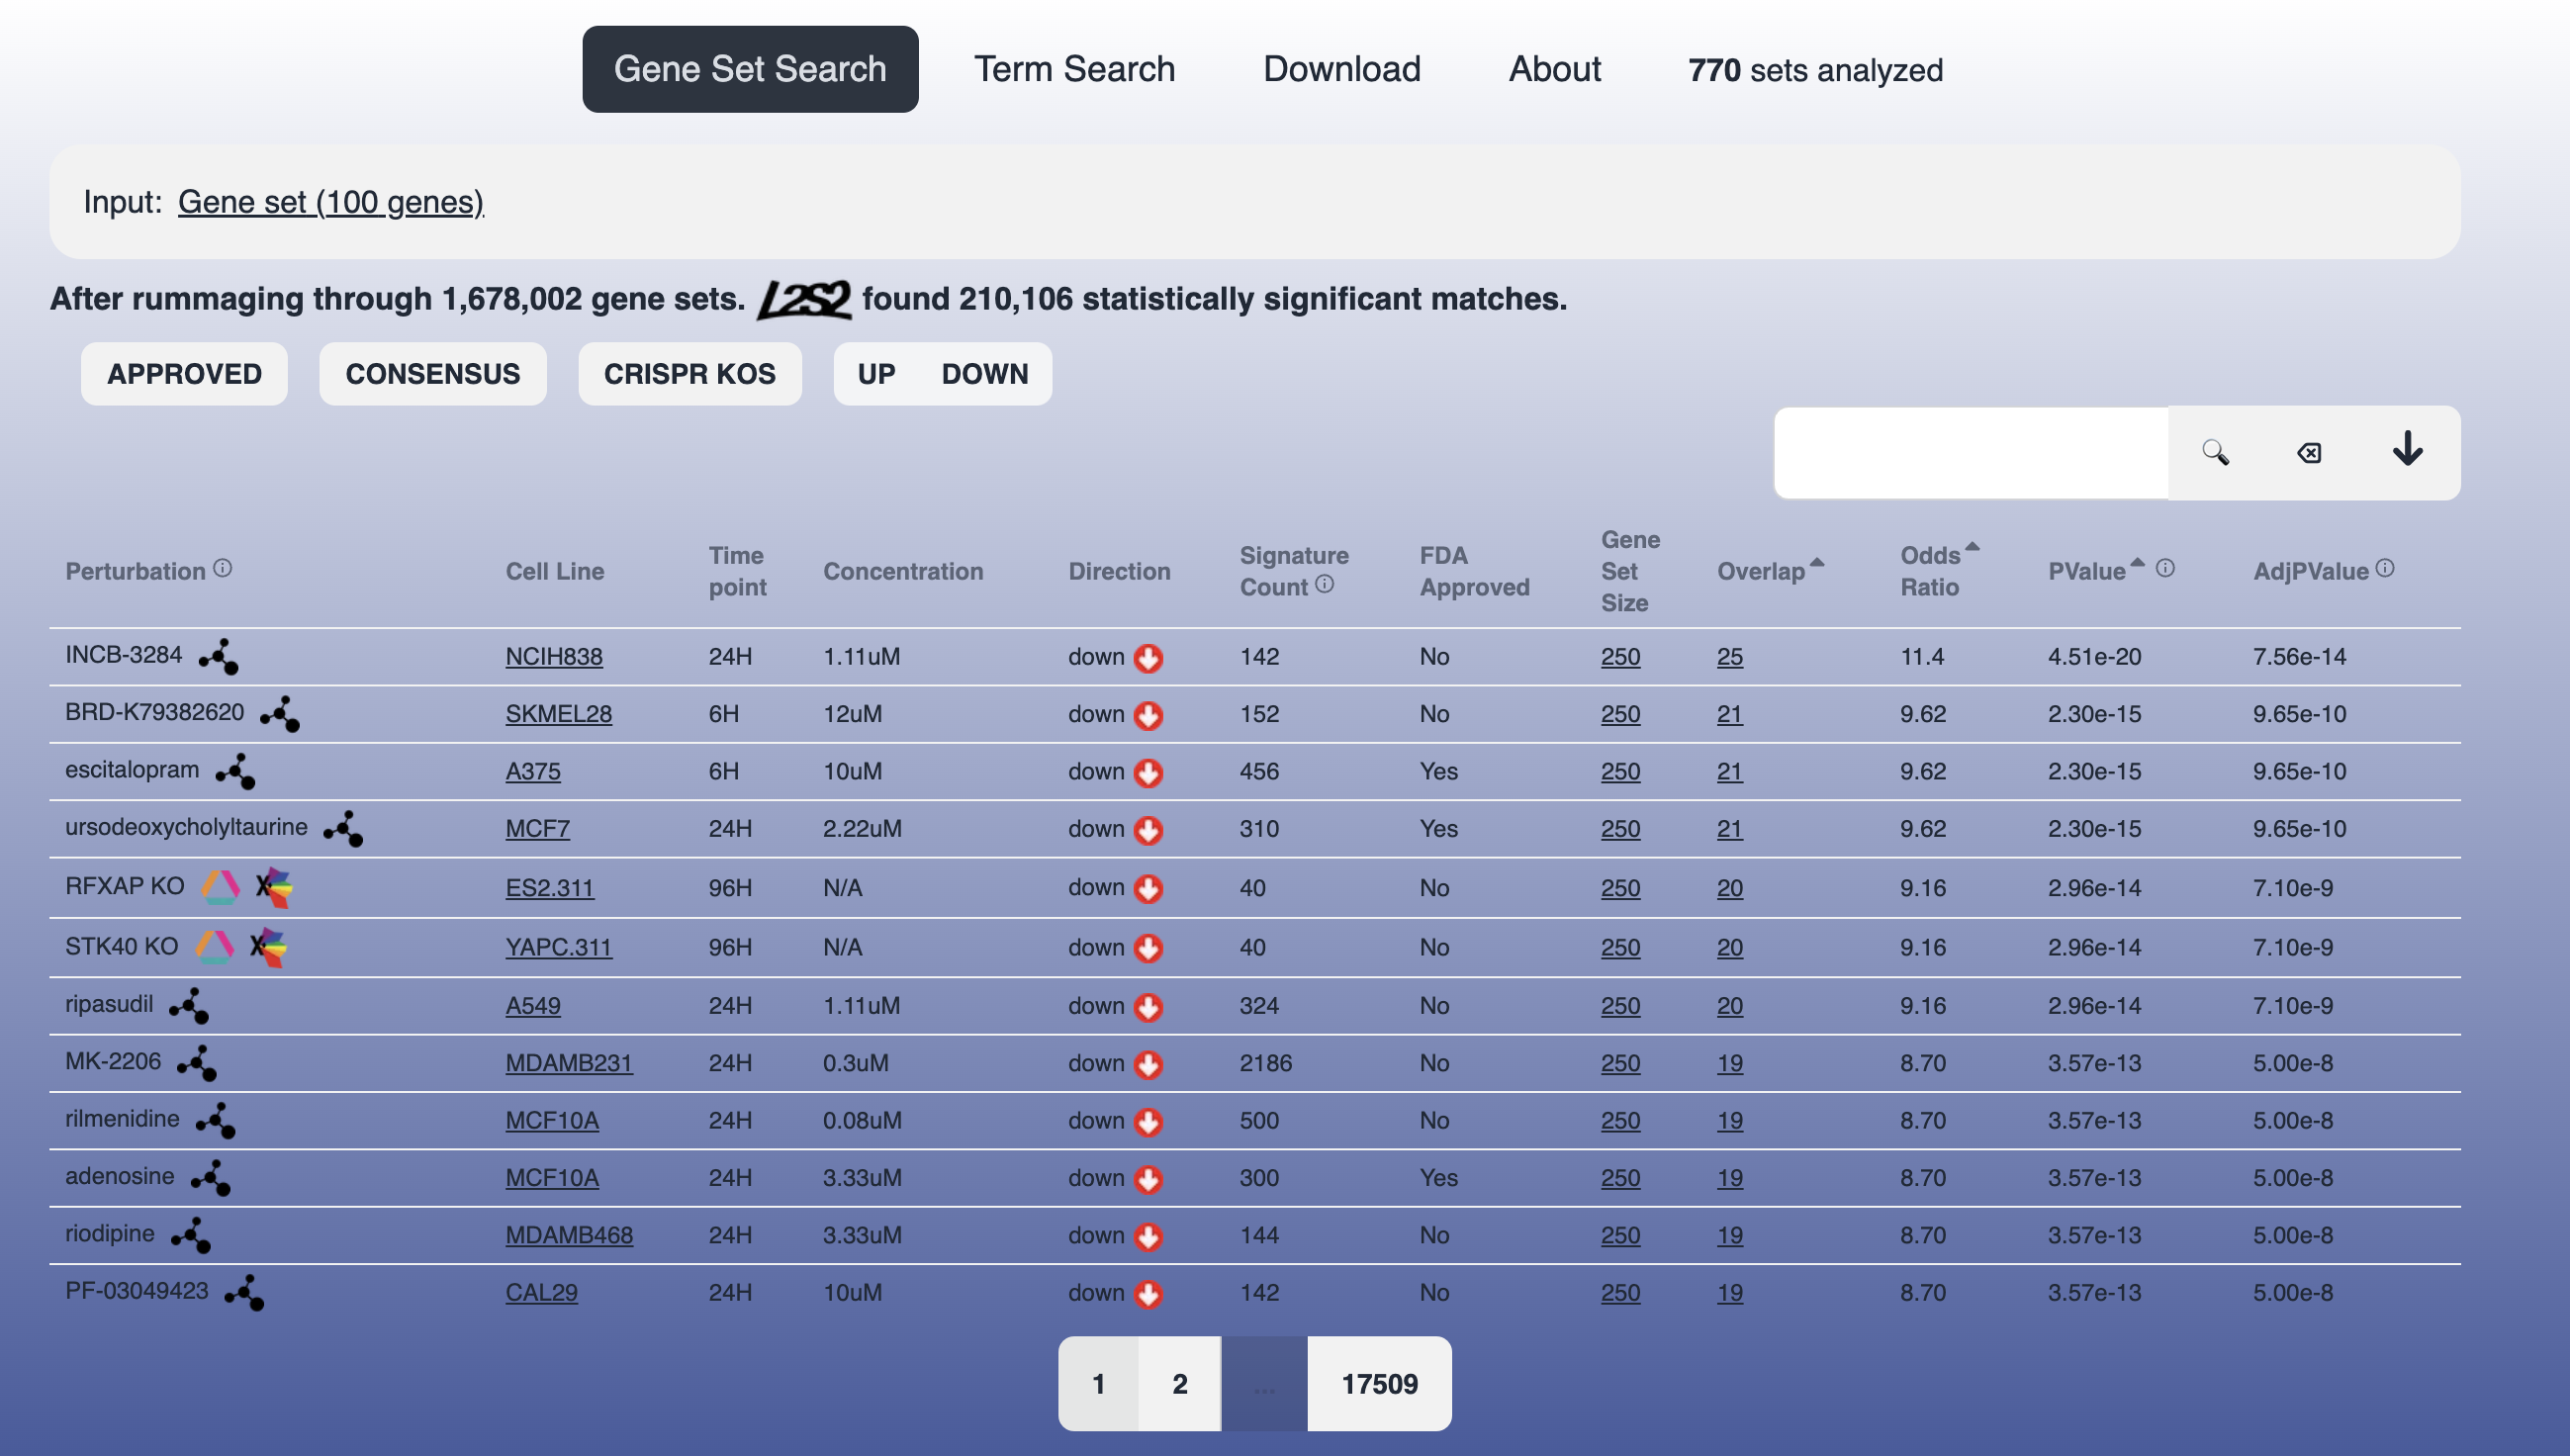 Gene Set Search Term Search Download About 770 sets analyzed
Input: Gene set (100 genes)
After rummaging through 1,678,002 gene sets. L2S2 found 210,106 statistically significant matches.
APPROVED CONSENSUS CRISPR KOS UP DOWN
Perturbation Cell Line Time point Concentration Direction Signature Count FDA Approved Gene Set Size Overlap Odds Ratio PValue AdjPValue
INCB-3284 NCIH838 24H 1.11uM down 142 No 250 25 11.4 4.51e-20 7.56e-14
BRD-K79382620 SKMEL28 6H 12uM down 152 No 250 21 9.62 2.30e-15 9.65e-10
escitalopram A375 6H 10uM down 456 Yes 250 21 9.62 2.30e-15 9.65e-10
ursodeoxycholyltaurine MCF7 24H 2.22uM down 310 Yes 250 21 9.62 2.30e-15 9.65e-10
RFXAP KO ES2.311 96H N/A down 40 No 250 20 9.16 2.96e-14 7.10e-9
STK40 KO YAPC.311 96H N/A down 40 No 250 20 9.16 2.96e-14 7.10e-9
ripasudil A549 24H 1.11uM down 324 No 250 20 9.16 2.96e-14 7.10e-9
MK-2206 MDAMB231 24H 0.3uM down 2186 No 250 19 8.70 3.57e-13 5.00e-8
rilmenidine MCF10A 24H 0.08uM down 500 No 250 19 8.70 3.57e-13 5.00e-8
adenosine MCF10A 24H 3.33uM down 300 Yes 250 19 8.70 3.57e-13 5.00e-8
riodipine MDAMB468 24H 3.33uM down 144 No 250 19 8.70 3.57e-13 5.00e-8
PF-03049423 CAL29 24H 10uM down 142 No 250 19 8.70 3.57e-13 5.00e-8
1 2 ... 17509